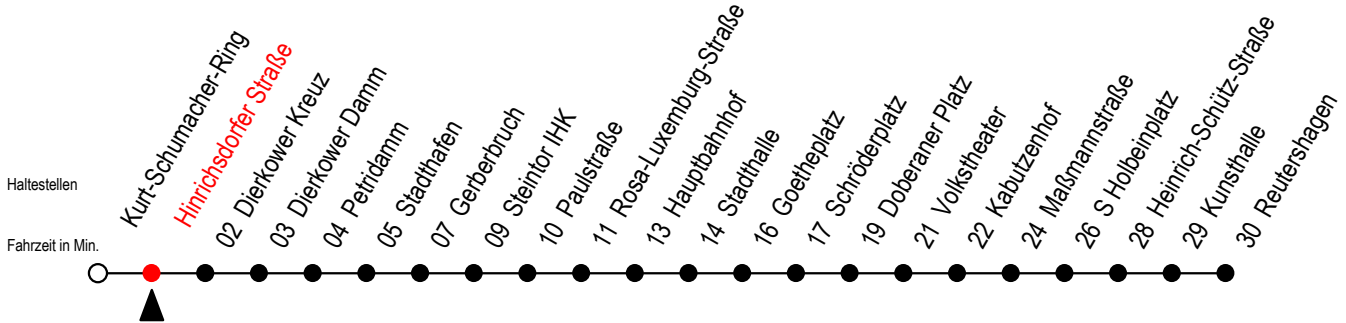 Haltestellen
Fahrzeit in Min.
Kurt-Schumacher-Ring
Hinrichsdorfer Straße
02 Dierkower Kreuz
03 Dierkower Damm
04 Petridamm
05 Stadthafen
07 Gerberbruch
09 Steintor IHK
10 Paulstraße
11 Rosa-Luxemburg-Straße
13 Hauptbahnhof
14 Stadthalle
16 Goetheplatz
17 Schröderplatz
19 Doberaner Platz
21 Volkstheater
22 Kabutzenhof
24 Maßmannstraße
26 S Holbeinplatz
28 Heinrich-Schütz-Straße
29 Kunsthalle
30 Reutershagen